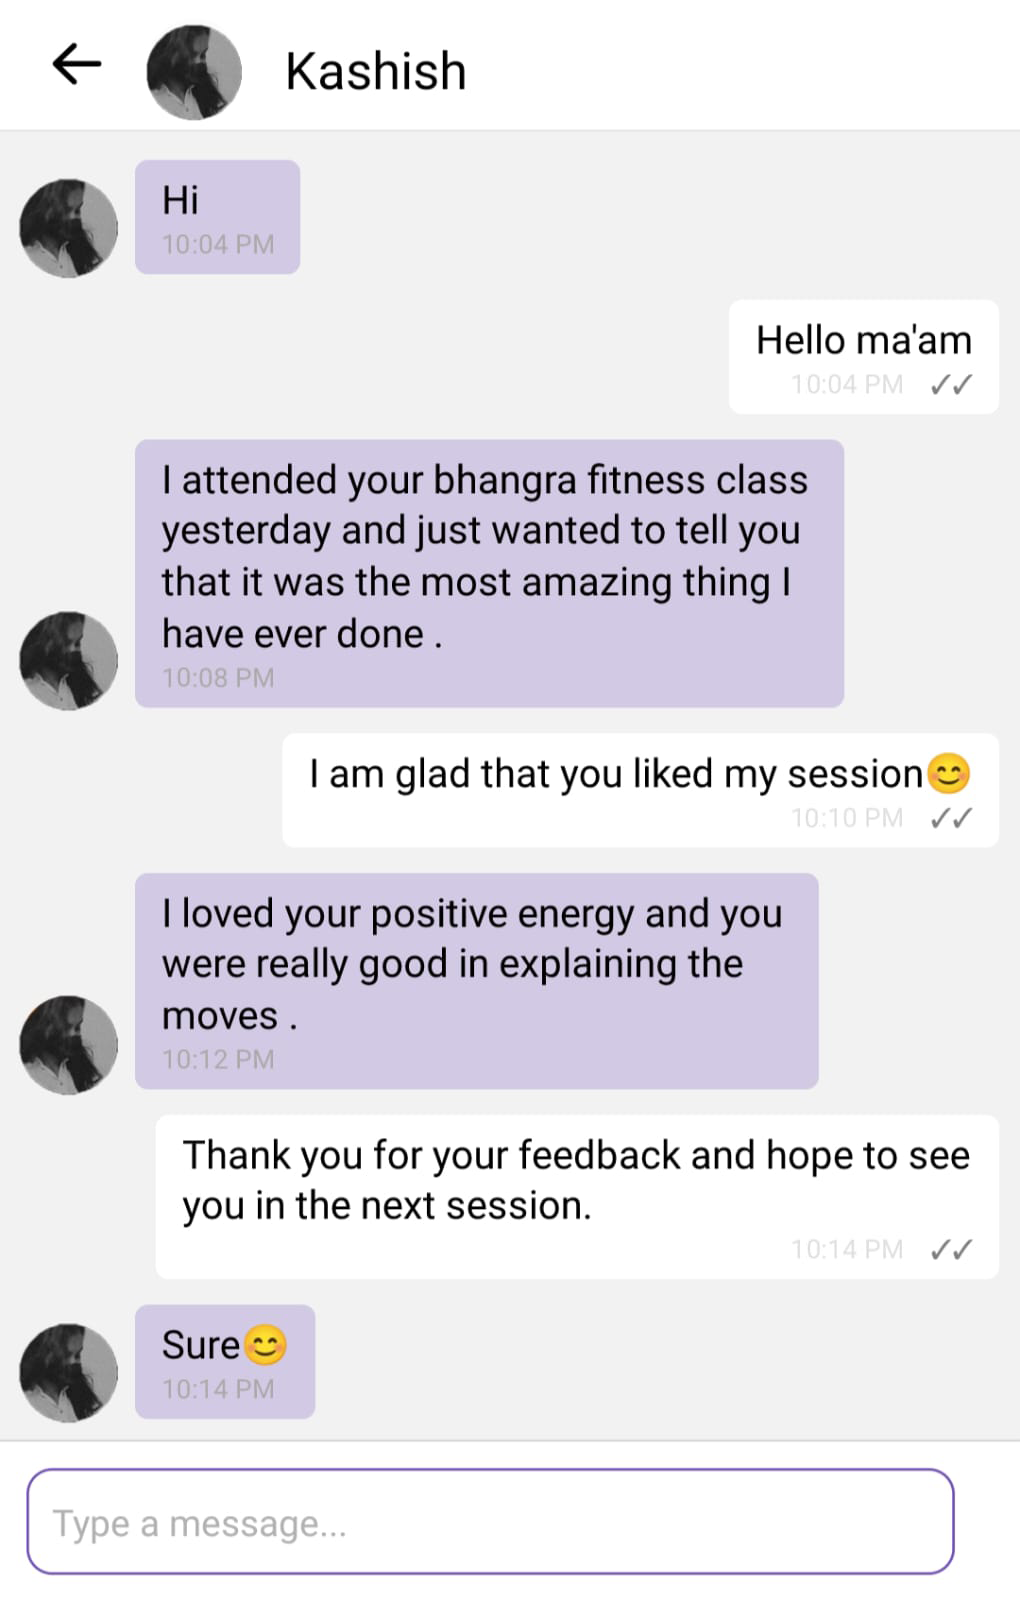 Kashish
Hi
10:04 PM
Hello ma'am
10:04 PM ✓✓
I attended your bhangra fitness class
yesterday and just wanted to tell you
that it was the most amazing thing I
have ever done .
10:08 PM
I am glad that you liked my session😊
10:10 PM ✓✓
I loved your positive energy and you
were really good in explaining the
moves .
10:12 PM
Thank you for your feedback and hope to see
you in the next session.
10:14 PM ✓✓
Sure😊
10:14 PM
Type a message...